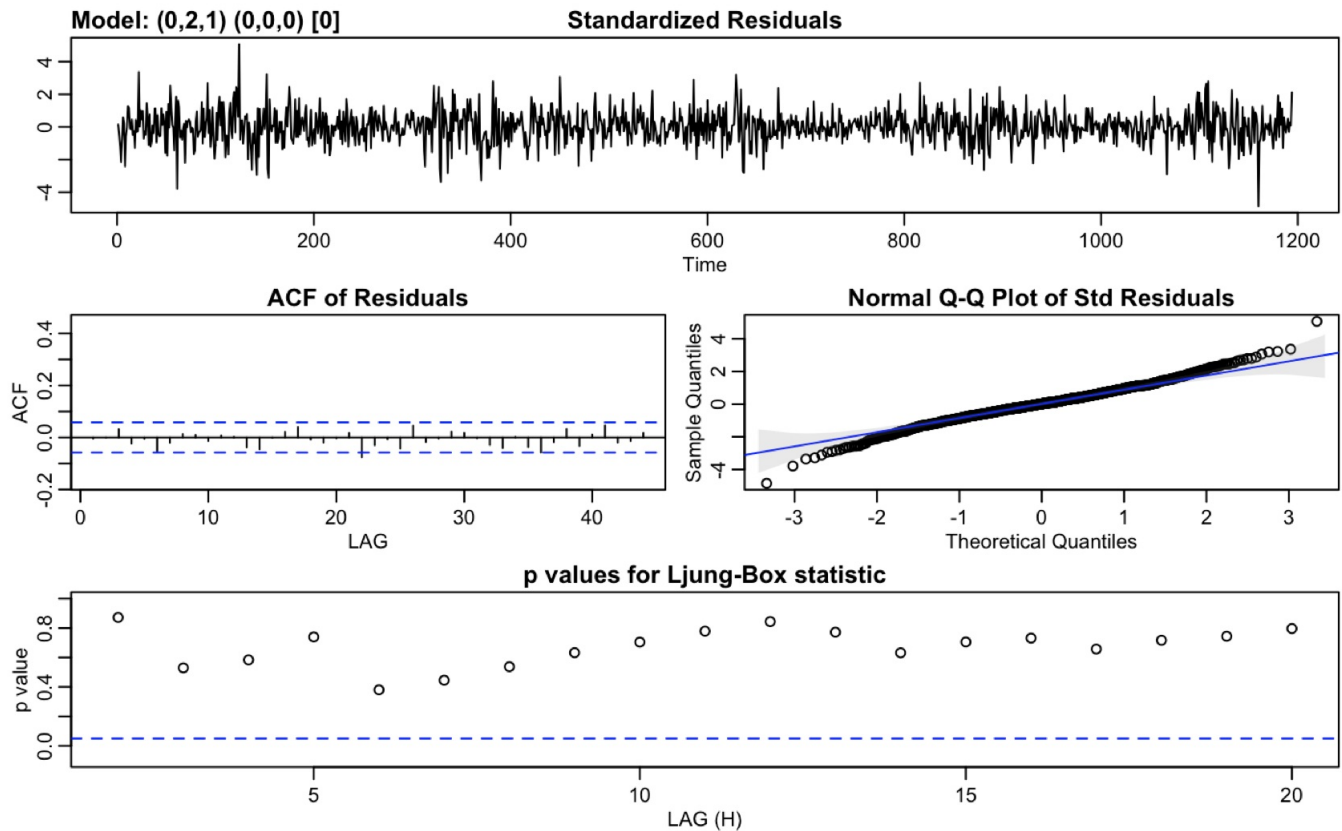 Model: (0,2,1) (0,0,0) [0] Standardized Residuals
4
2
0
-4
0 200 400 600 800 1000 1200
Time
ACF of Residuals
0.4
0.2
0.0
-0.2
ACF
0 10 20 30 40
LAG
Normal Q-Q Plot of Std Residuals
4
2
0
-4
Sample Quantiles
-3 -2 -1 0 1 2 3
Theoretical Quantiles
p values for Ljung-Box statistic
0.8
0.4
0.0
p value
5 10 15 20
LAG (H)